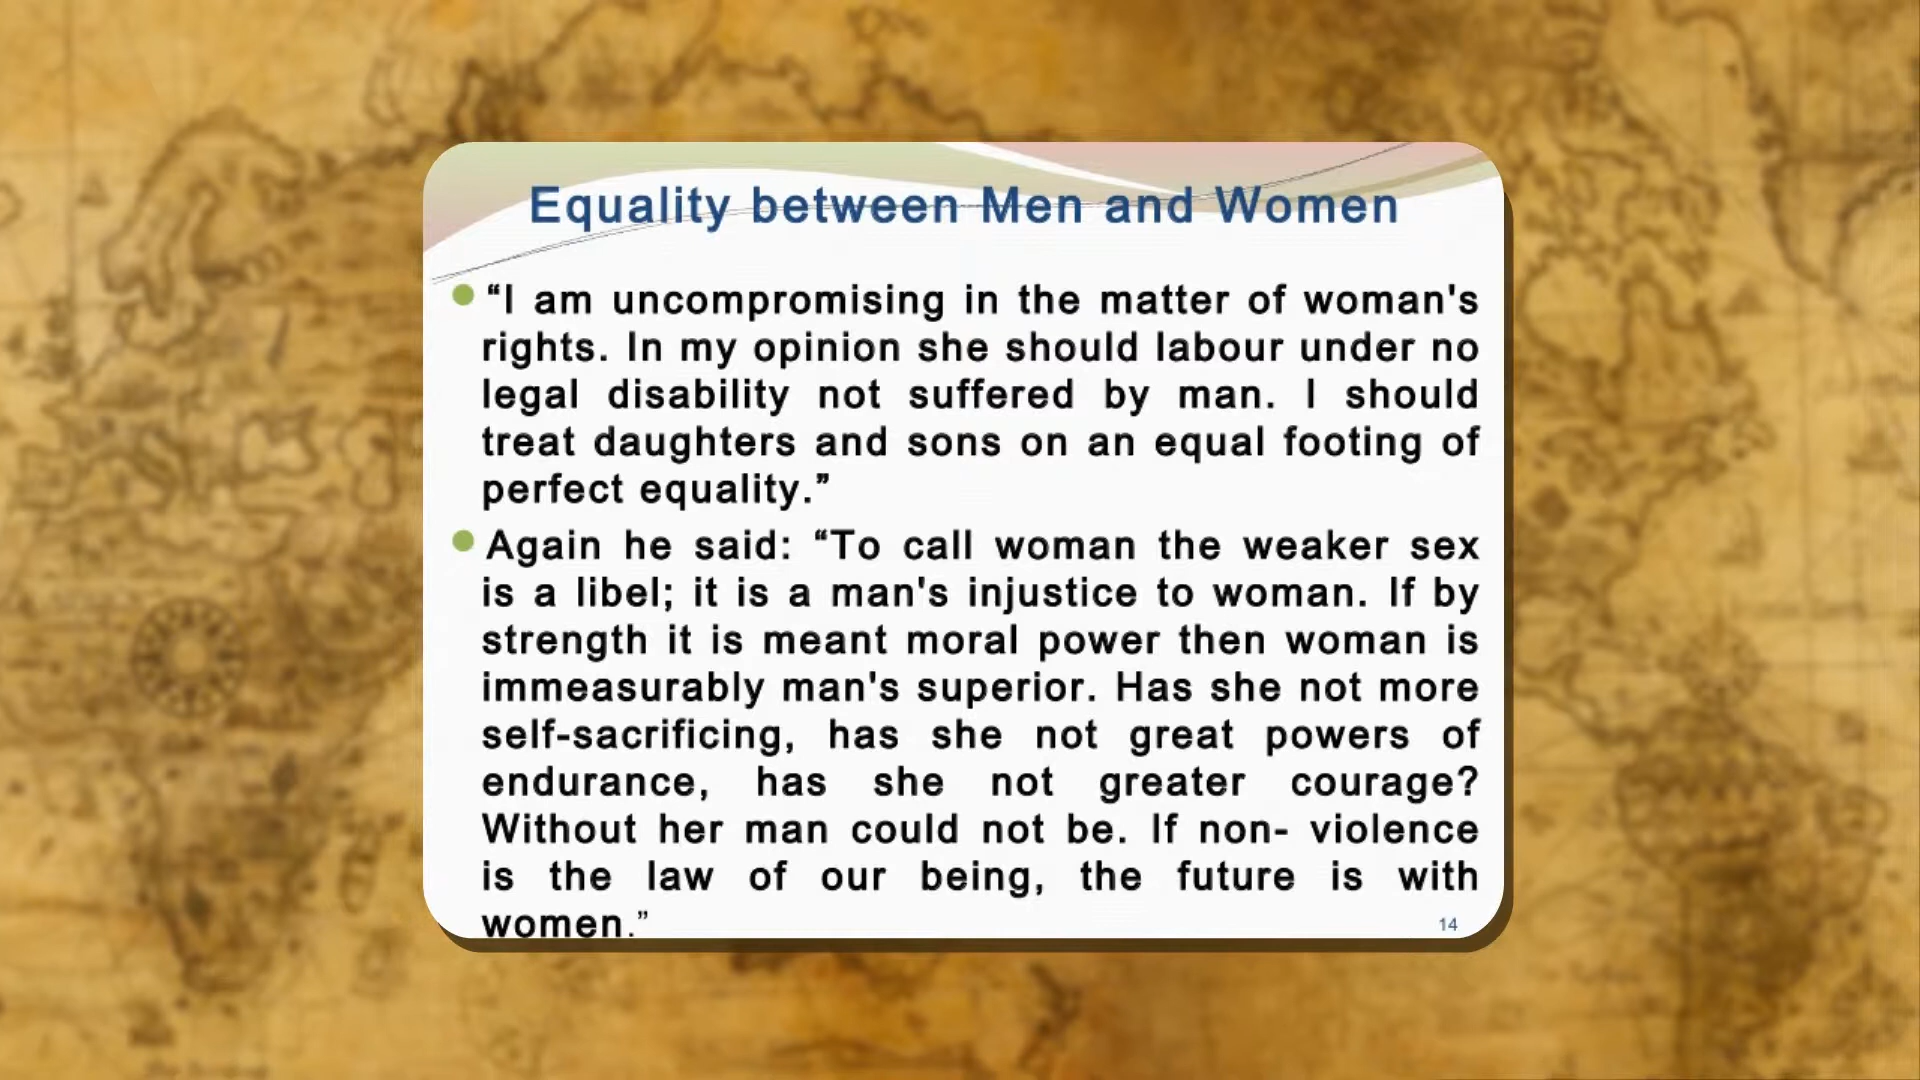 Equality between Men and Women
“I am uncompromising in the matter of woman's
rights. In my opinion she should labour under no
legal disability not suffered by man. I should
treat daughters and sons on an equal footing of
perfect equality.”
Again he said: “To call woman the weaker sex
is a libel; it is a man's injustice to woman. If by
strength it is meant moral power then woman is
immeasurably man's superior. Has she not more
self-sacrificing, has she not great powers of
endurance, has she not greater courage?
Without her man could not be. If non- violence
is the law of our being, the future is with
women.”
14